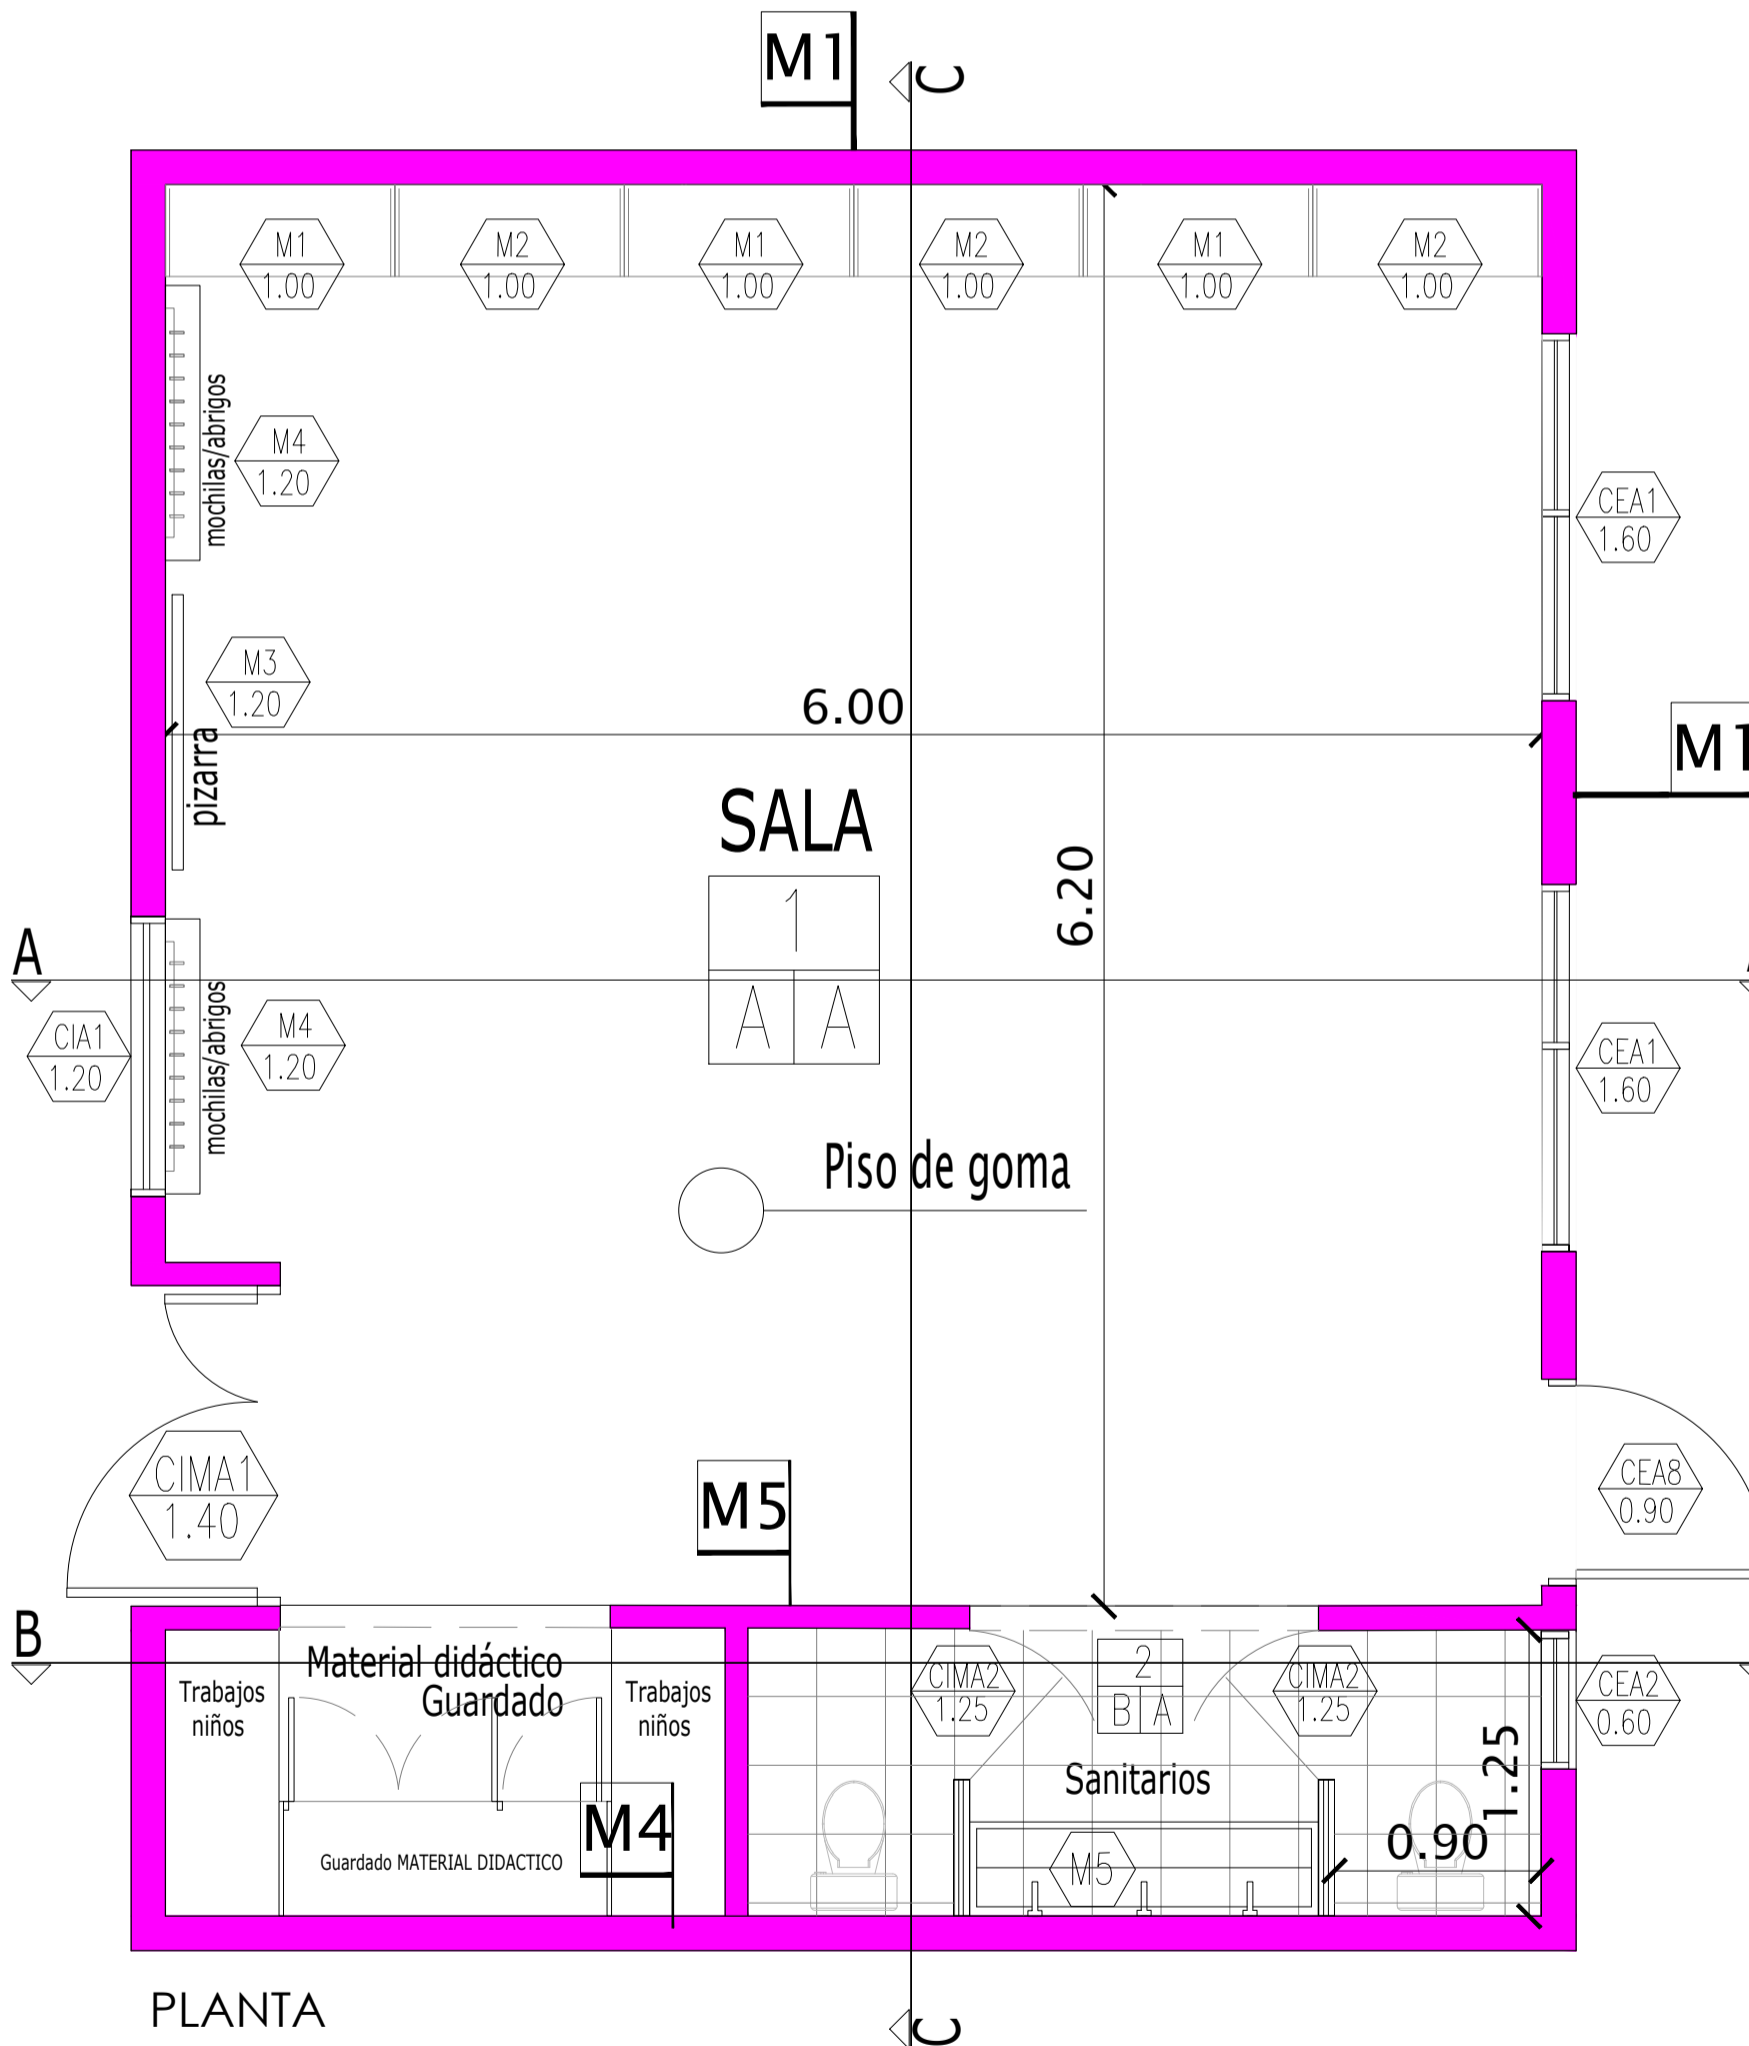 M1
C
M1
1.00
M2
1.00
M1
1.00
M2
1.00
M1
1.00
M2
1.00
mochilas/abrigos
M4
1.20
CEA1
1.60
M3
1.20
pizarra
6.00
M1
SALA
1
A A
6.20
A
CIA1
1.20
mochilas/abrigos
M4
1.20
CEA1
1.60
Piso de goma
CIMA1
1.40
M5
CEA8
0.90
B
Material didáctico
Guardado
Trabajos
niños
Trabajos
niños
CIMA2
1.25
2
B A
CIMA2
1.25
CEA2
0.60
Sanitarios
1.25
M4
Guardado MATERIAL DIDACTICO
M5
0.90
PLANTA
C